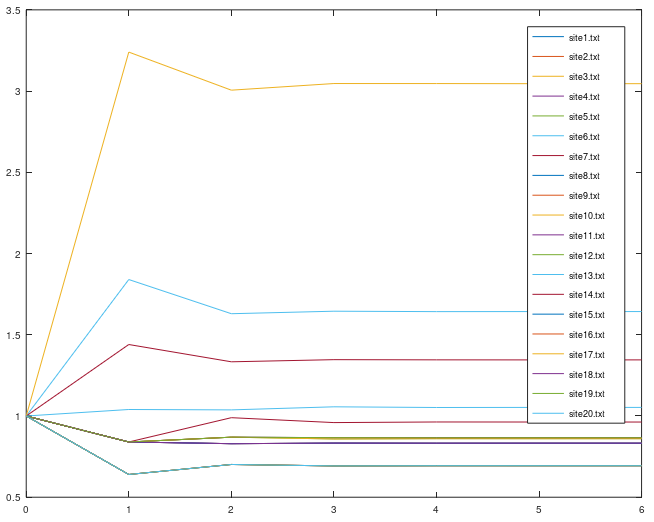 3.5
3
2.5
2
1.5
1
0.5
0
1
2
3
4
5
6
site1.txt
site2.txt
site3.txt
site4.txt
site5.txt
site6.txt
site7.txt
site8.txt
site9.txt
site10.txt
site11.txt
site12.txt
site13.txt
site14.txt
site15.txt
site16.txt
site17.txt
site18.txt
site19.txt
site20.txt